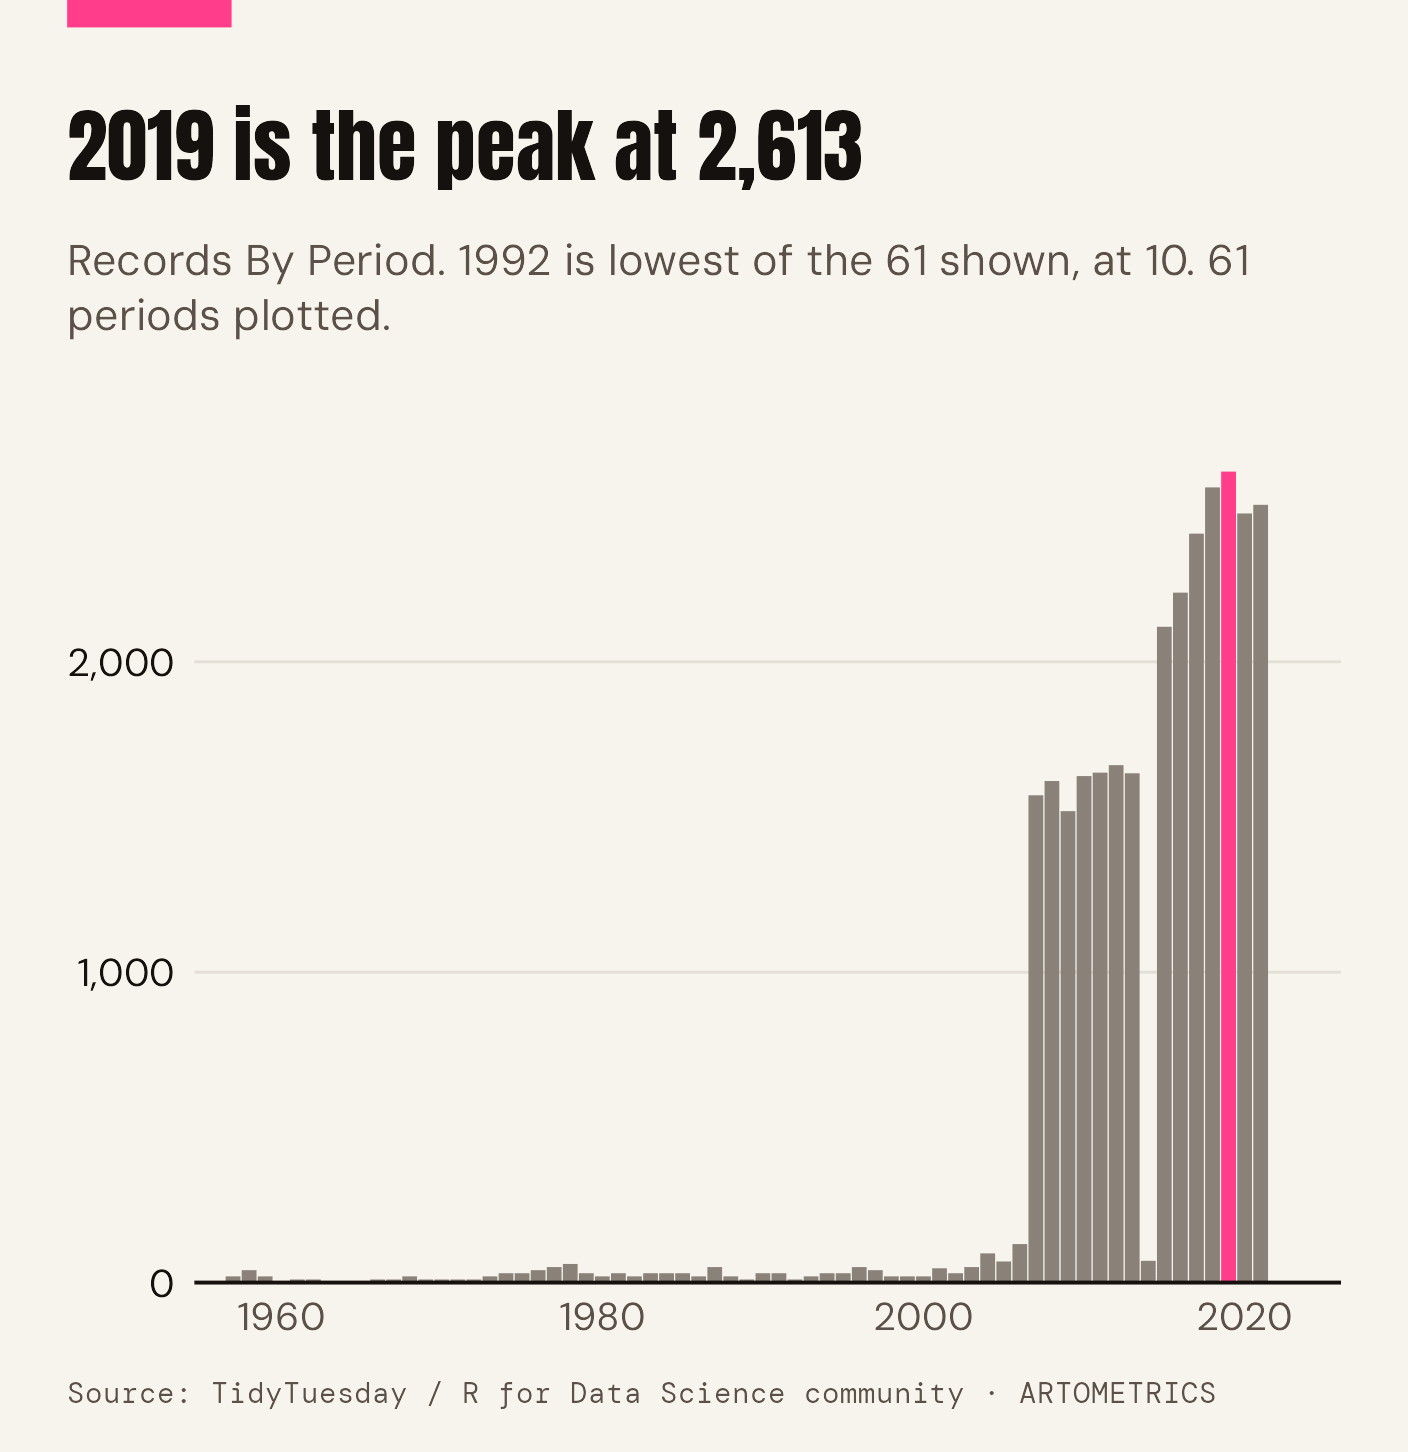 2019 is the peak at 2,613
Records By Period. 1992 is lowest of the 61 shown, at 10. 61
periods plotted.
2,000
1,000
0
1960 1980 2000 2020
Source: TidyTuesday / R for Data Science community · ARTOMETRICS